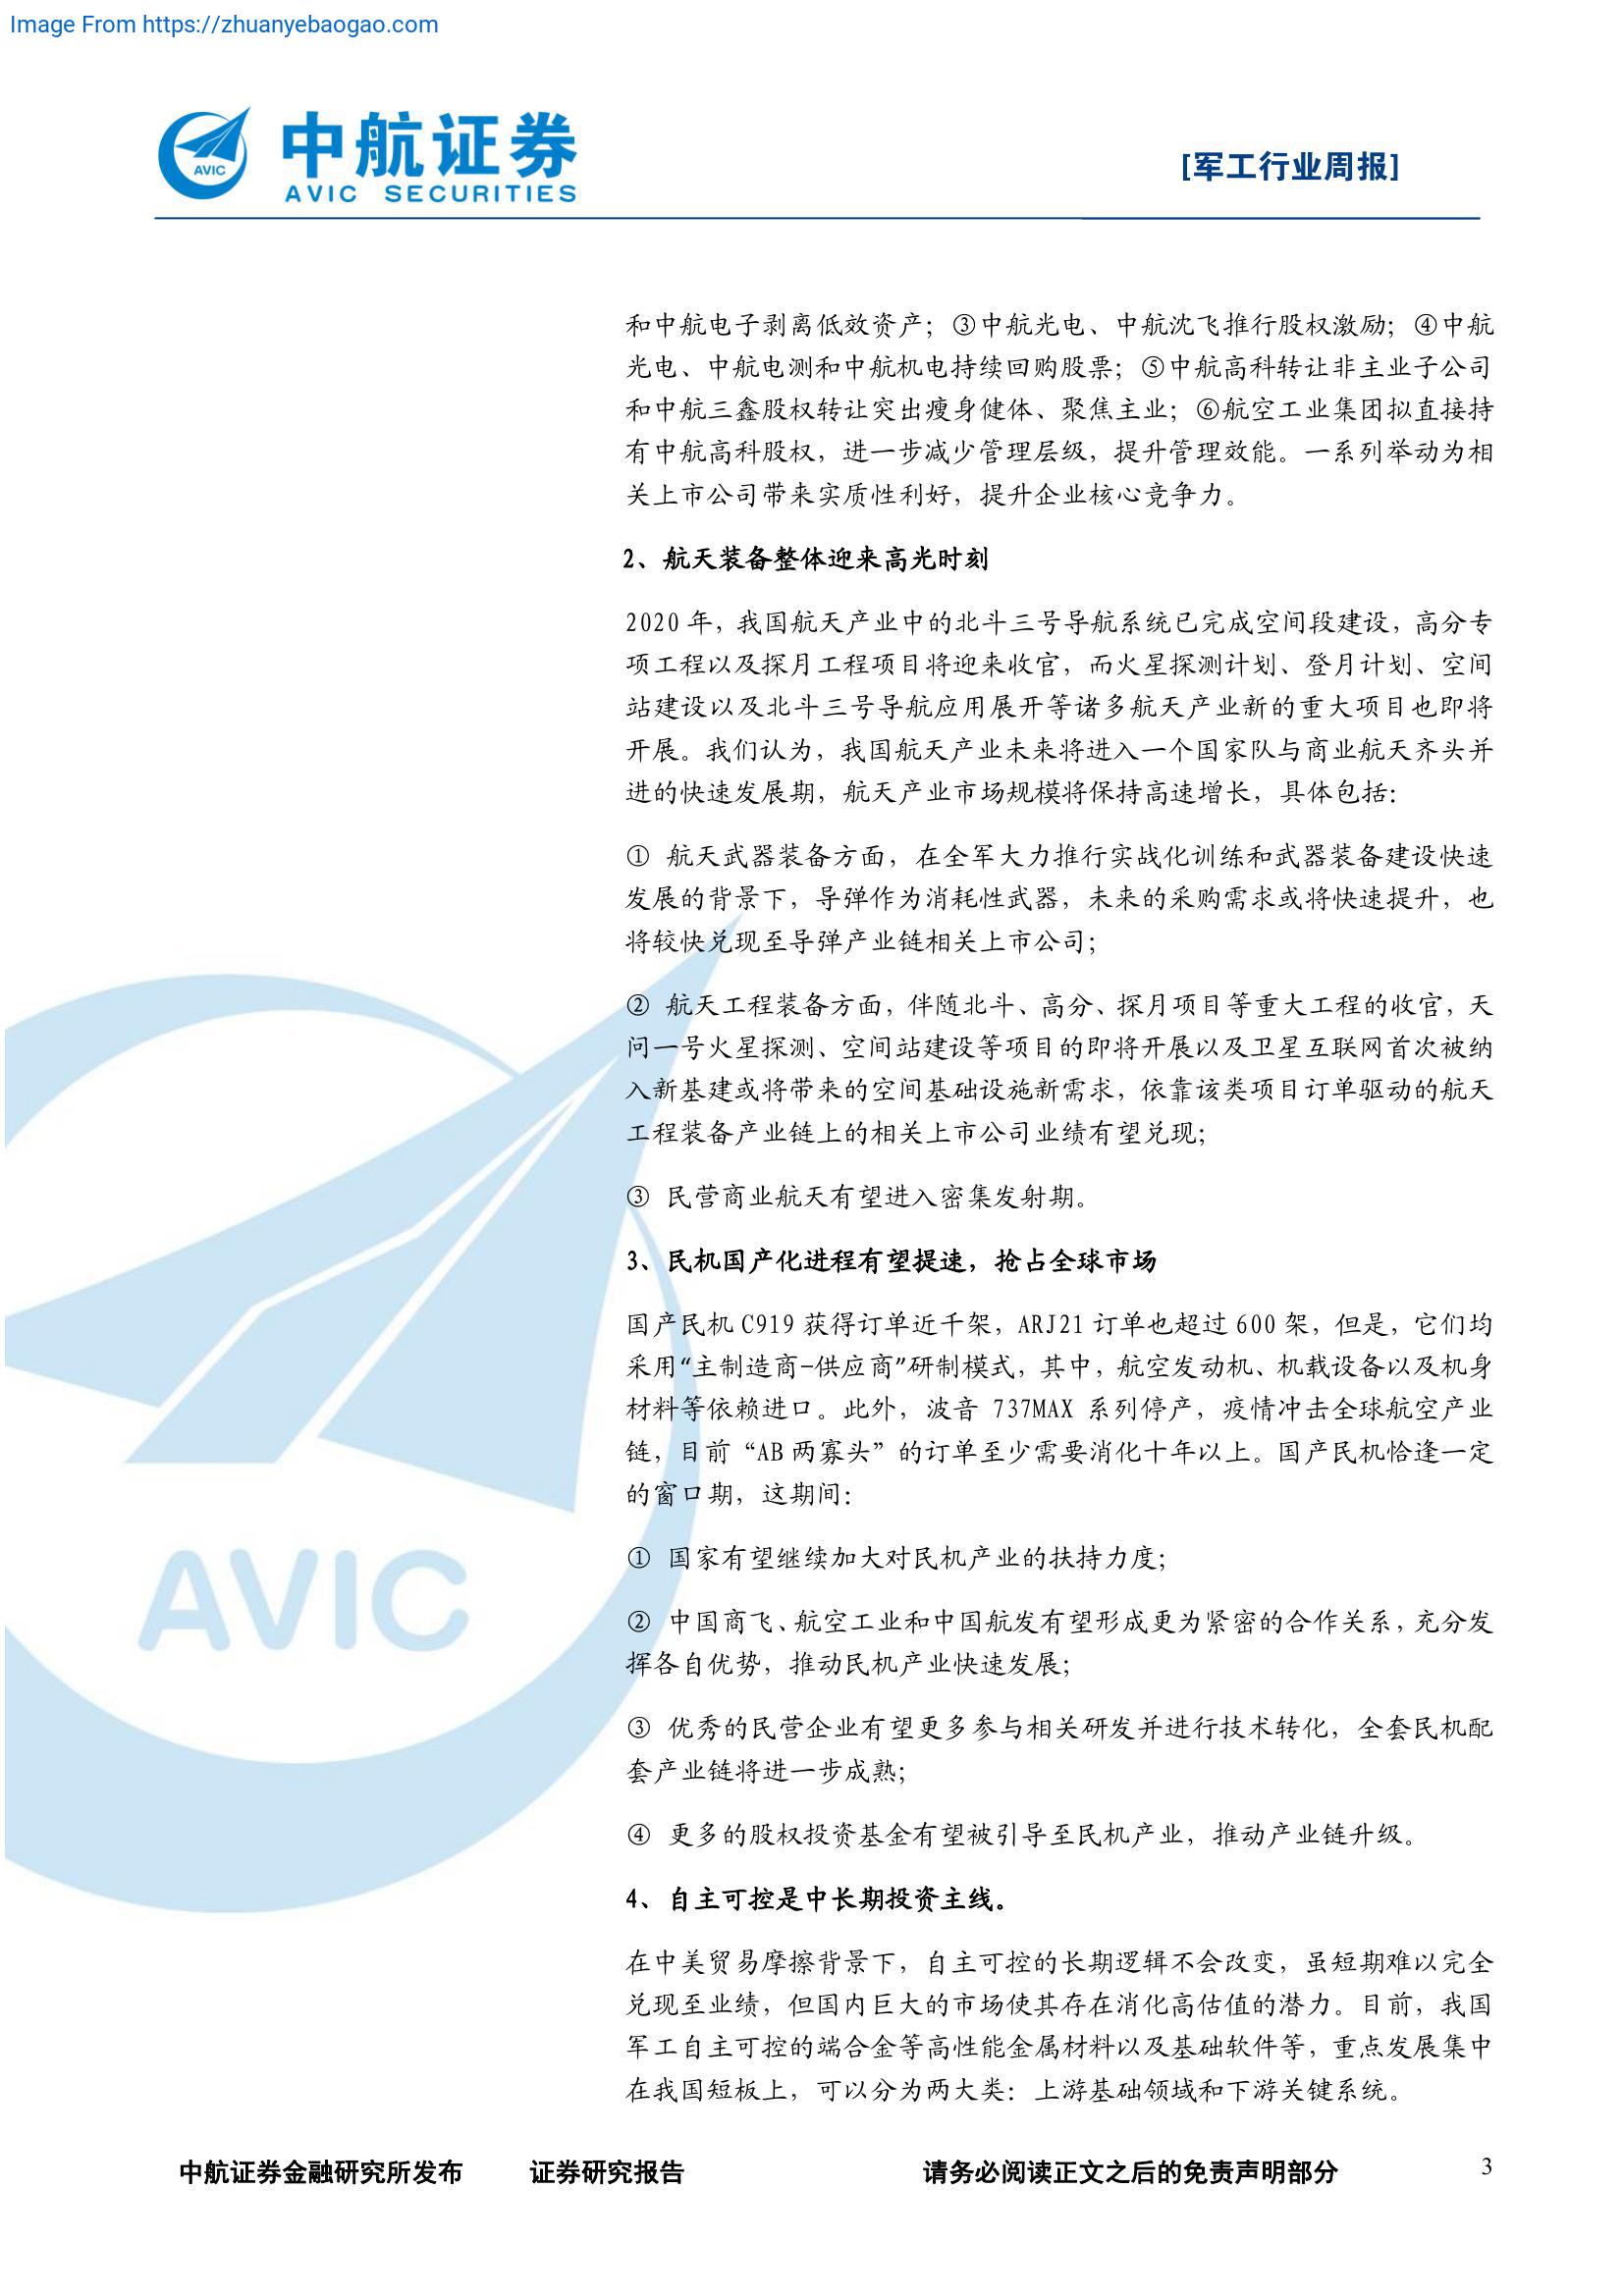 Image From https://zhuanyebaogao.com
AVIC
中航证券
AVIC SECURITIES
[军工行业周报]
和中航电子剥离低效资产；③中航光电、中航沈飞推行股权激励；④中航
光电、中航电测和中航机电持续回购股票；⑤中航高科转让非主业子公司
和中航三鑫股权转让突出瘦身健体、聚焦主业；⑥航空工业集团拟直接持
有中航高科股权，进一步减少管理层级，提升管理效能。一系列举动为相
关上市公司带来实质性利好，提升企业核心竞争力。
2、航天装备整体迎来高光时刻
2020 年，我国航天产业中的北斗三号导航系统已完成空间段建设，高分专
项工程以及探月工程项目将迎来收官，而火星探测计划、登月计划、空间
站建设以及北斗三号导航应用展开等诸多航天产业新的重大项目也即将
开展。我们认为，我国航天产业未来将进入一个国家队与商业航天齐头并
进的快速发展期，航天产业市场规模将保持高速增长，具体包括：
① 航天武器装备方面，在全军大力推行实战化训练和武器装备建设快速
发展的背景下，导弹作为消耗性武器，未来的采购需求或将快速提升，也
将较快兑现至导弹产业链相关上市公司；
② 航天工程装备方面，伴随北斗、高分、探月项目等重大工程的收官，天
问一号火星探测、空间站建设等项目的即将开展以及卫星互联网首次被纳
入新基建或将带来的空间基础设施新需求，依靠该类项目订单驱动的航天
工程装备产业链上的相关上市公司业绩有望兑现；
③ 民营商业航天有望进入密集发射期。
3、民机国产化进程有望提速，抢占全球市场
国产民机 C919 获得订单近千架，ARJ21 订单也超过 600 架，但是，它们均
采用“主制造商-供应商”研制模式，其中，航空发动机、机载设备以及机身
材料等依赖进口。此外，波音 737MAX 系列停产，疫情冲击全球航空产业
链，目前“AB 两寡头”的订单至少需要消化十年以上。国产民机恰逢一定
的窗口期，这期间：
① 国家有望继续加大对民机产业的扶持力度；
② 中国商飞、航空工业和中国航发有望形成更为紧密的合作关系，充分发
挥各自优势，推动民机产业快速发展；
③ 优秀的民营企业有望更多参与相关研发并进行技术转化，全套民机配
套产业链将进一步成熟；
④ 更多的股权投资基金有望被引导至民机产业，推动产业链升级。
AVIC
4、自主可控是中长期投资主线。
在中美贸易摩擦背景下，自主可控的长期逻辑不会改变，虽短期难以完全
兑现至业绩，但国内巨大的市场使其存在消化高估值的潜力。目前，我国
军工自主可控的端合金等高性能金属材料以及基础软件等，重点发展集中
在我国短板上，可以分为两大类：上游基础领域和下游关键系统。
中航证券金融研究所发布 证券研究报告 请务必阅读正文之后的免责声明部分 3